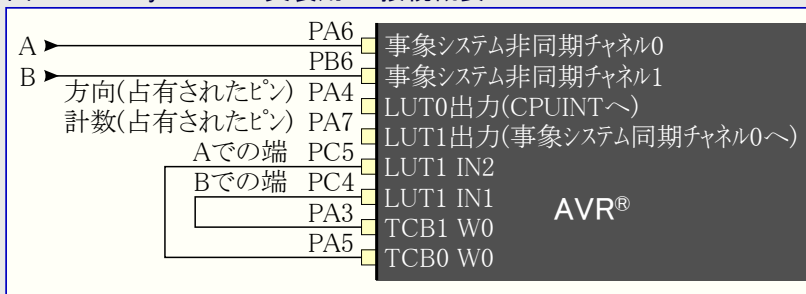 A PA6 事象システム非同期チャネル0
B PB6 事象システム非同期チャネル1
方向(占有されたピン) PA4 LUT0出力(CPUINTへ)
計数(占有されたピン) PA7 LUT1出力(事象システム同期チャネル0へ)
Aでの端 PC5 LUT1 IN2
Bでの端 PC4 LUT1 IN1
PA3 TCB1 W0
PA5 TCB0 W0
AVR®